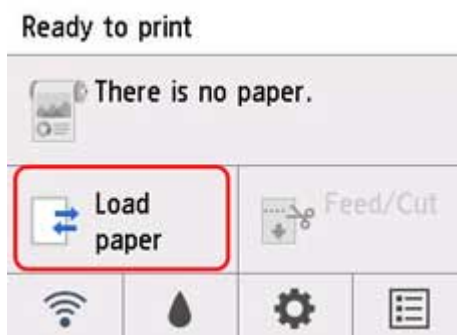 Ready to print
There is no paper.
Load
paper
Feed/Cut